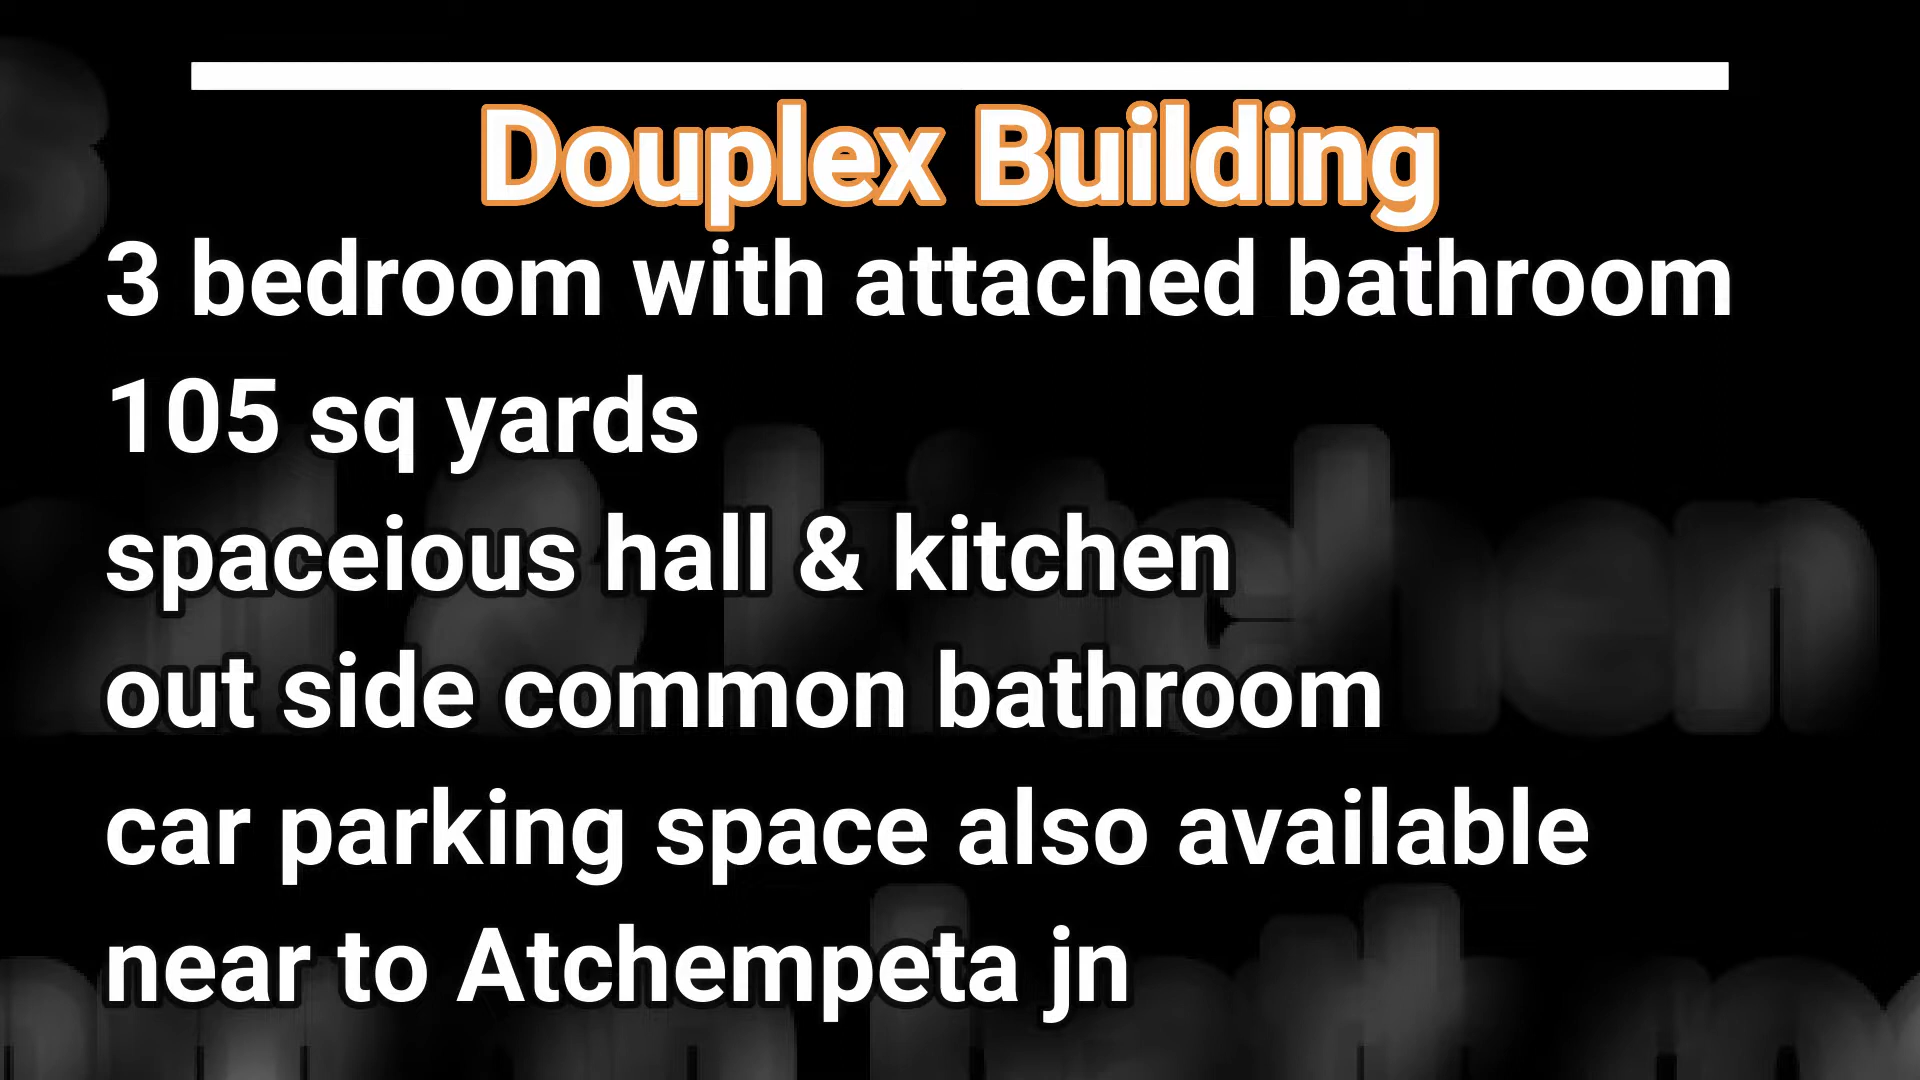 Douplex Building
3 bedroom with attached bathroom
105 sq yards
spaceious hall & kitchen
out side common bathroom
car parking space also available
near to Atchempeta jn